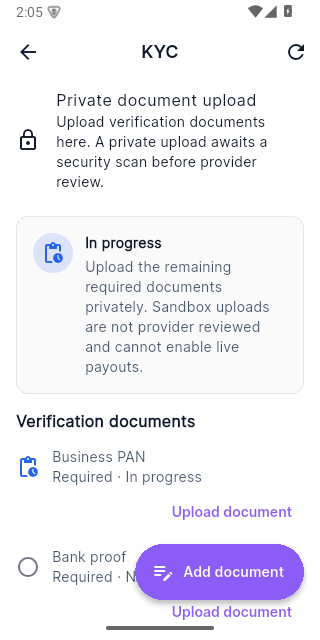 2:05
KYC
Private document upload
Upload verification documents
here. A private upload awaits a
security scan before provider
review.
In progress
Upload the remaining
required documents
privately. Sandbox uploads
are not provider reviewed
and cannot enable live
payouts.
Verification documents
Business PAN
Required · In progress
Upload document
Bank proof
Required · N
Add document
Upload document